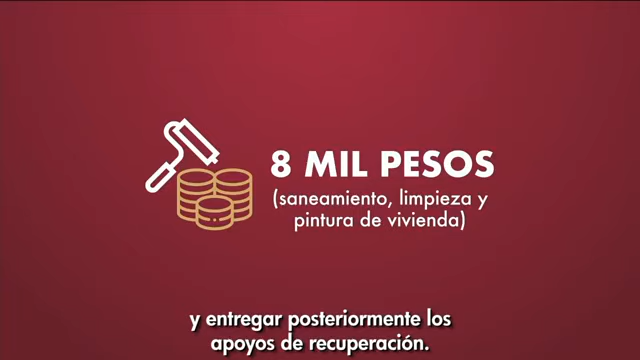 8 MIL PESOS
(saneamiento, limpieza y
pintura de vivienda)
y entregar posteriormente los
apoyos de recuperación.